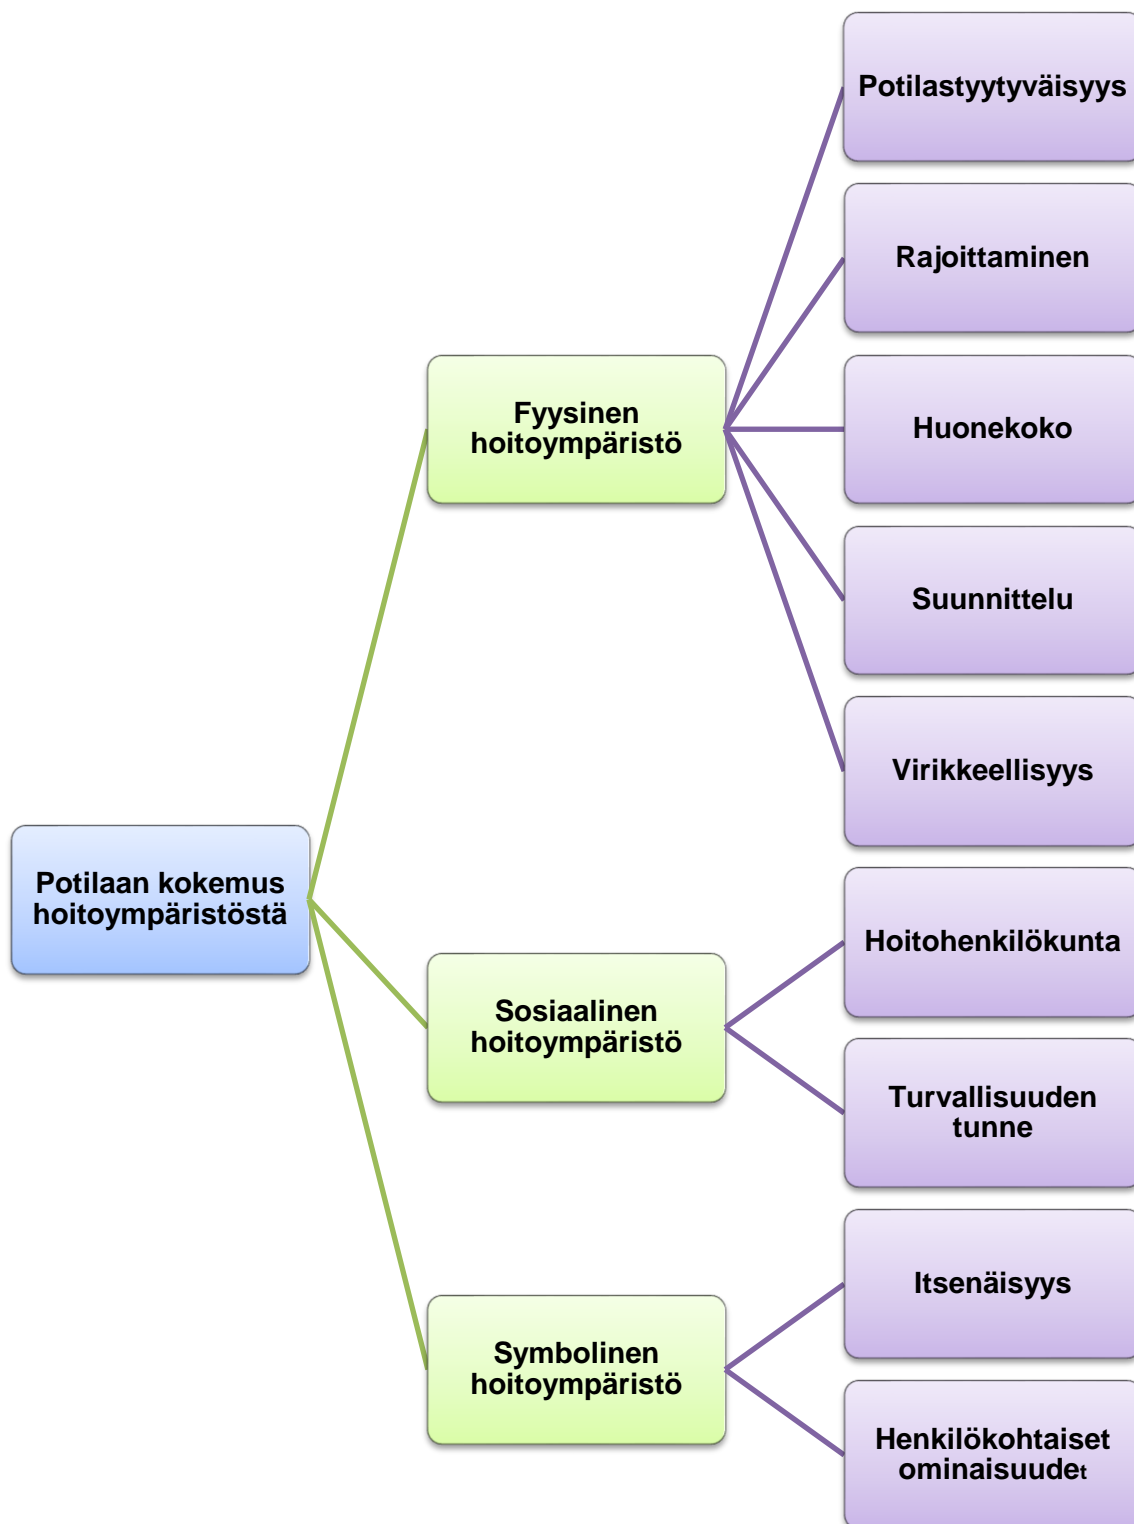 Potilaan kokemus
hoitoympäristöstä
Fyysinen
hoitoympäristö
Potilastyytyväisyys
Rajoittaminen
Huonekoko
Suunnittelu
Virikkeellisyys
Sosiaalinen
hoitoympäristö
Hoitohenkilökunta
Turvallisuuden
tunne
Symbolinen
hoitoympäristö
Itsenäisyys
Henkilökohtaiset
ominaisuudet